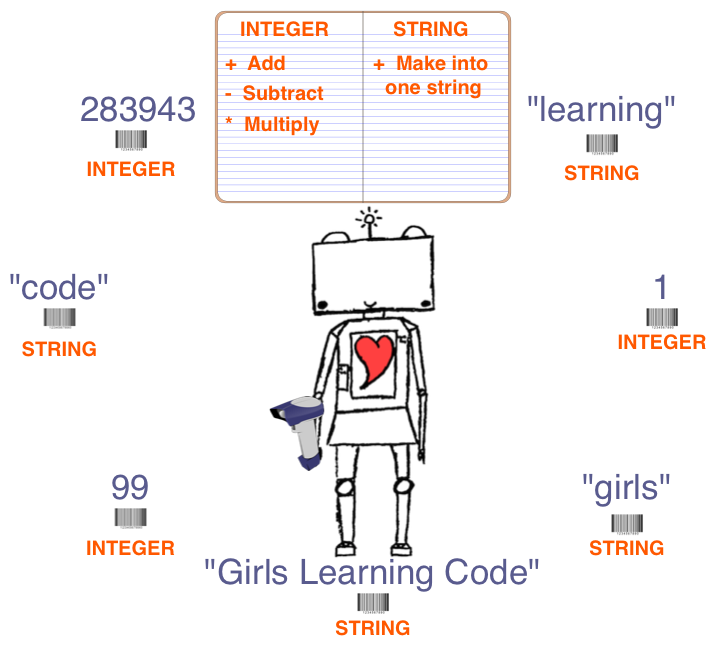 INTEGER STRING
+ Add + Make into
- Subtract one string
* Multiply
283943
INTEGER
"learning"
STRING
"code"
STRING
1
INTEGER
99
INTEGER
"girls"
STRING
"Girls Learning Code"
STRING